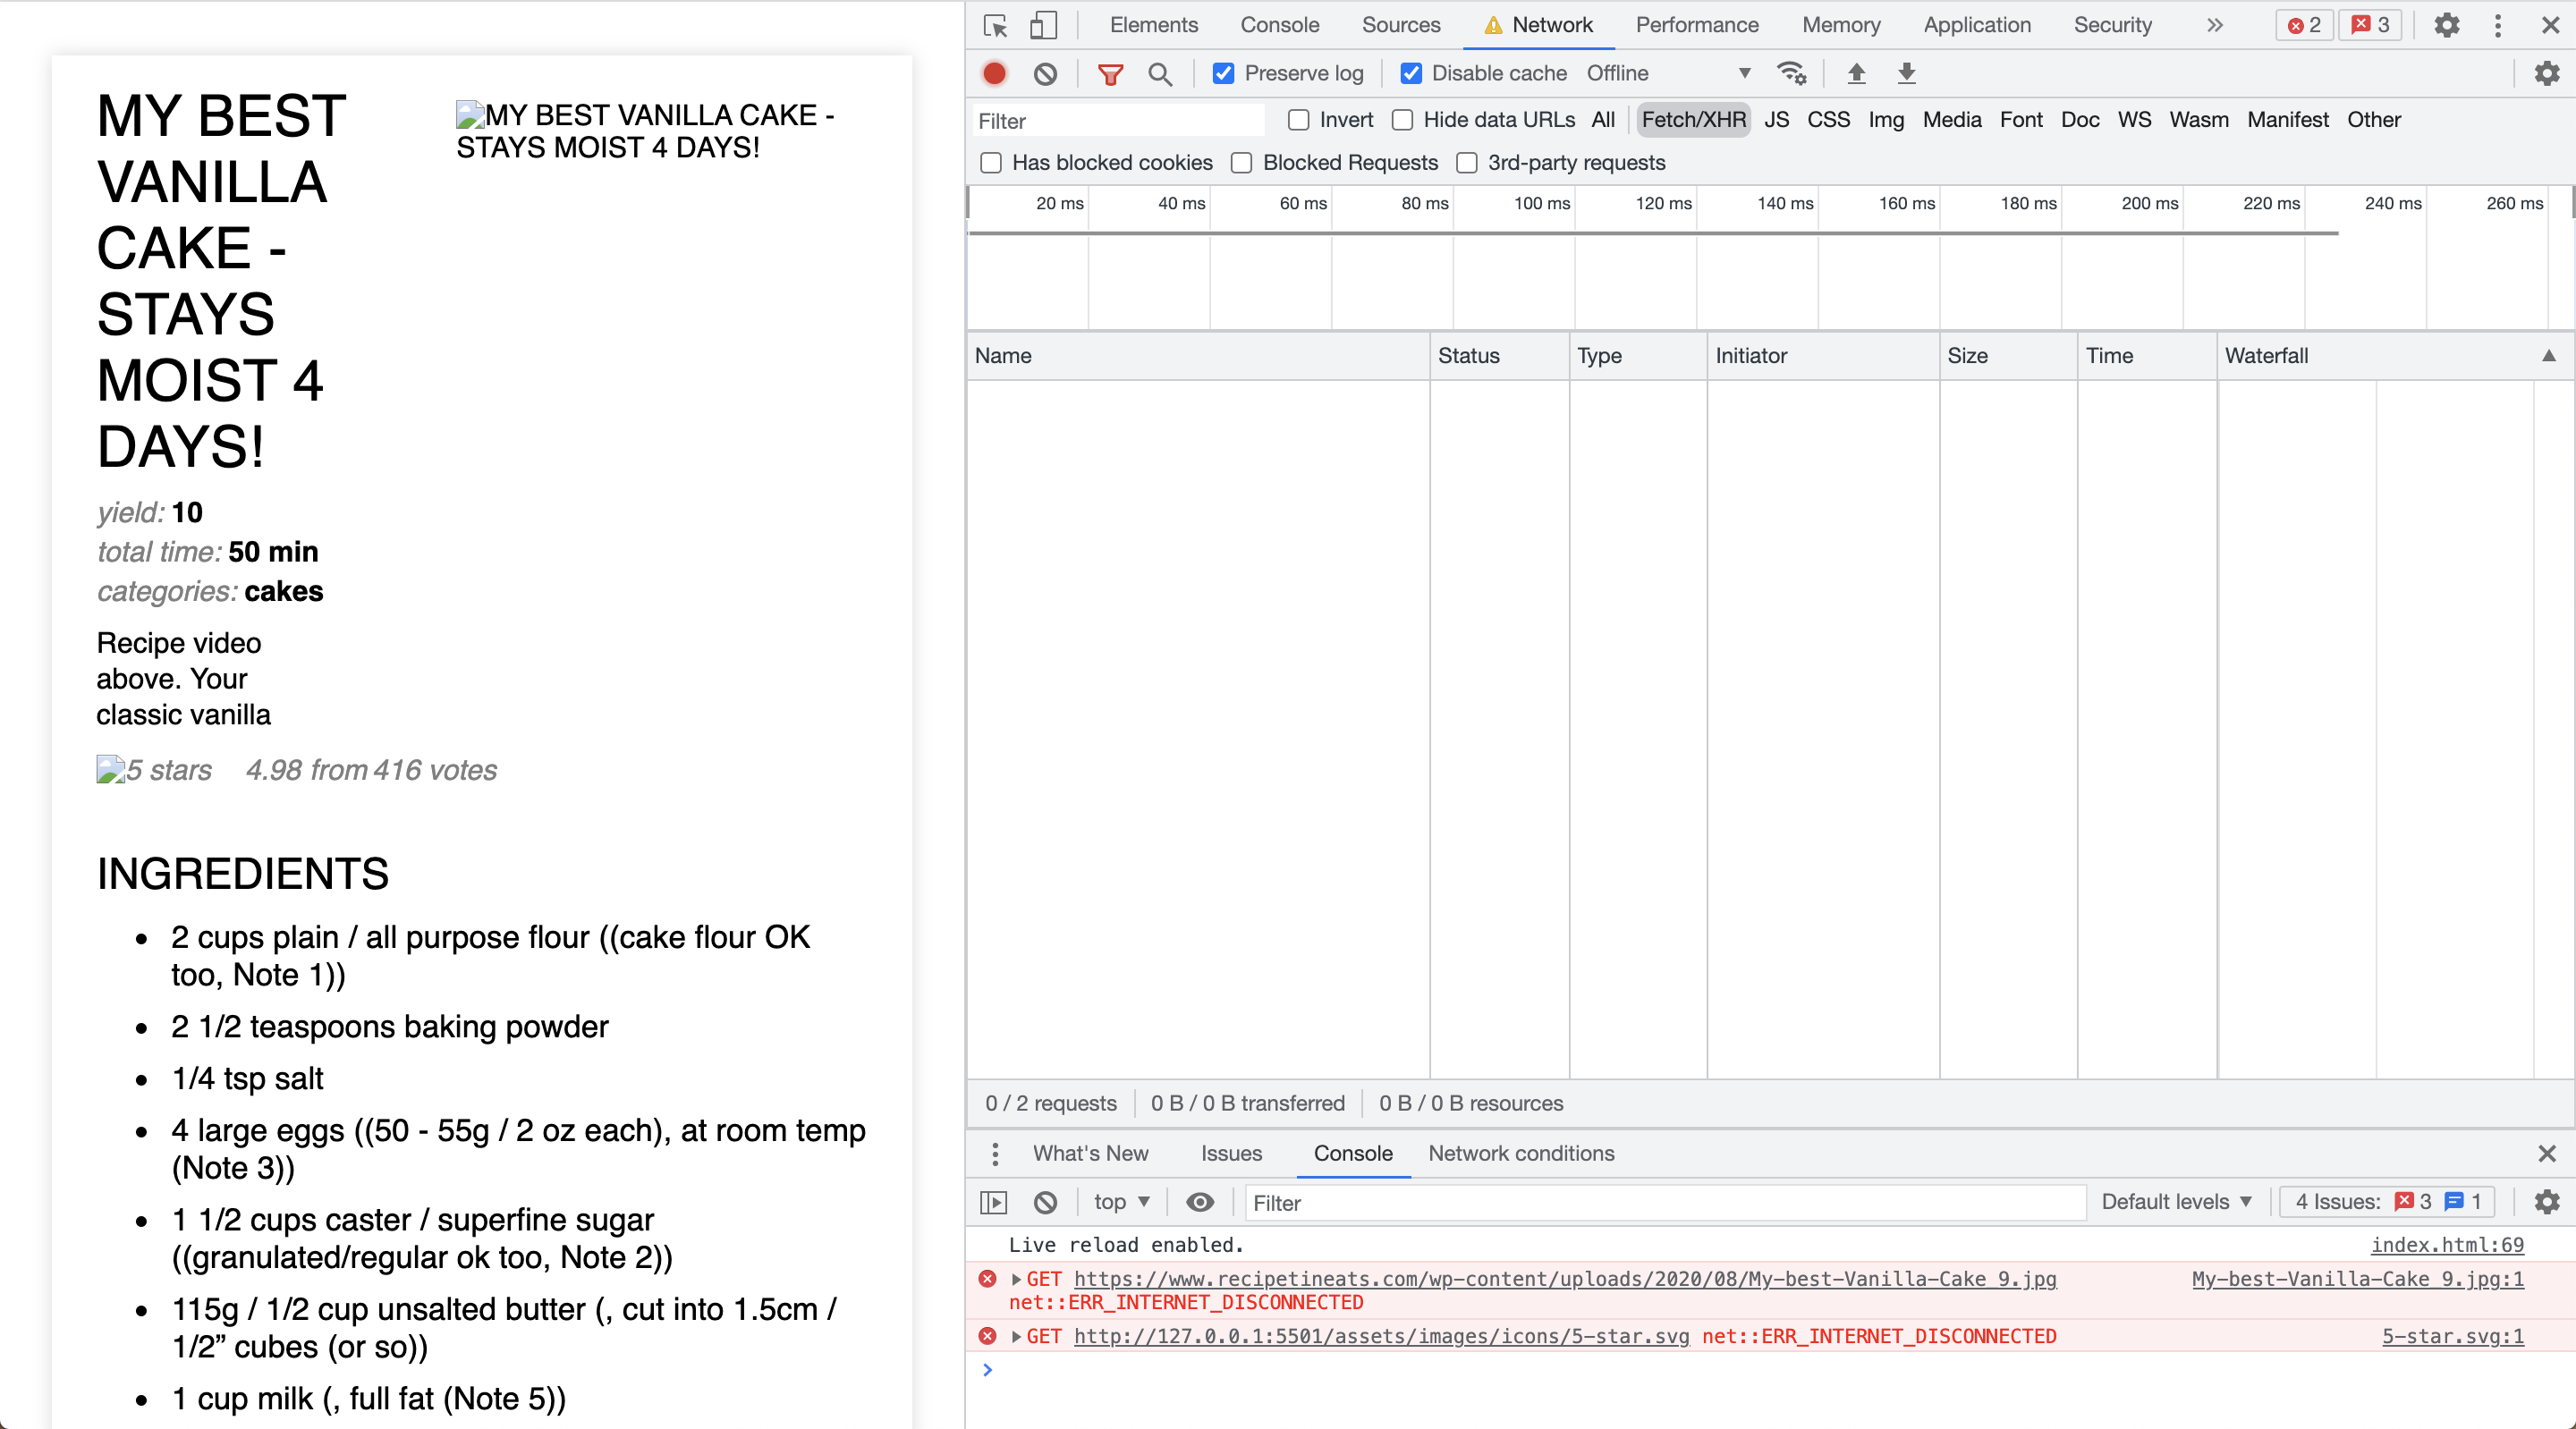 MY BEST
VANILLA
CAKE -
STAYS
MOIST 4
DAYS!
MY BEST VANILLA CAKE -
STAYS MOIST 4 DAYS!
yield: 10
total time: 50 min
categories: cakes
Recipe video
above. Your
classic vanilla
5 stars 4.98 from 416 votes
INGREDIENTS
2 cups plain / all purpose flour ((cake flour OK
too, Note 1))
2 1/2 teaspoons baking powder
1/4 tsp salt
4 large eggs ((50 - 55g / 2 oz each), at room temp
(Note 3))
1 1/2 cups caster / superfine sugar
((granulated/regular ok too, Note 2))
115g / 1/2 cup unsalted butter (, cut into 1.5cm /
1/2” cubes (or so))
1 cup milk (, full fat (Note 5))
Elements Console Sources Network Performance Memory Application Security » 2 3
Preserve log Disable cache Offline
Filter Invert Hide data URLs All Fetch/XHR JS CSS Img Media Font Doc WS Wasm Manifest Other
Has blocked cookies Blocked Requests 3rd-party requests
20 ms 40 ms 60 ms 80 ms 100 ms 120 ms 140 ms 160 ms 180 ms 200 ms 220 ms 240 ms 260 ms
Name Status Type Initiator Size Time Waterfall
0 / 2 requests 0 B / 0 B transferred 0 B / 0 B resources
What's New Issues Console Network conditions
top Filter Default levels 4 Issues: 3 1
Live reload enabled. index.html:69
GET https://www.recipetineats.com/wp-content/uploads/2020/08/My-best-Vanilla-Cake_9.jpg My-best-Vanilla-Cake_9.jpg:1
net::ERR_INTERNET_DISCONNECTED
GET http://127.0.0.1:5501/assets/images/icons/5-star.svg net::ERR_INTERNET_DISCONNECTED 5-star.svg:1